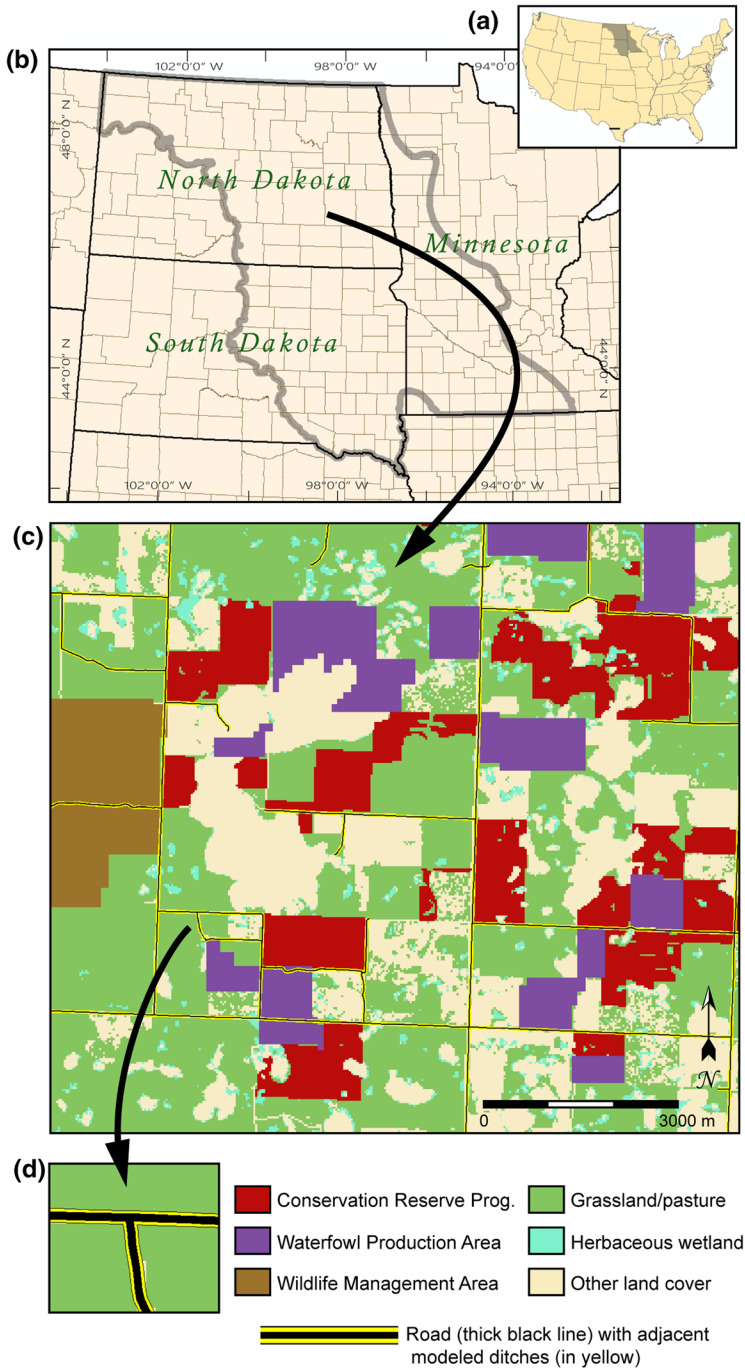 (a)
(b)
102°0'0" W
98°0'0" W
94°0'0" W
48°0'0" N
North Dakota
Minnesota
South Dakota
44°0'0" N
44°0'0" N
102°0'0" W
98°0'0" W
94°0'0" W
(c)
N
0
3000 m
(d)
Conservation Reserve Prog.
Grassland/pasture
Waterfowl Production Area
Herbaceous wetland
Wildlife Management Area
Other land cover
Road (thick black line) with adjacent
modeled ditches (in yellow)